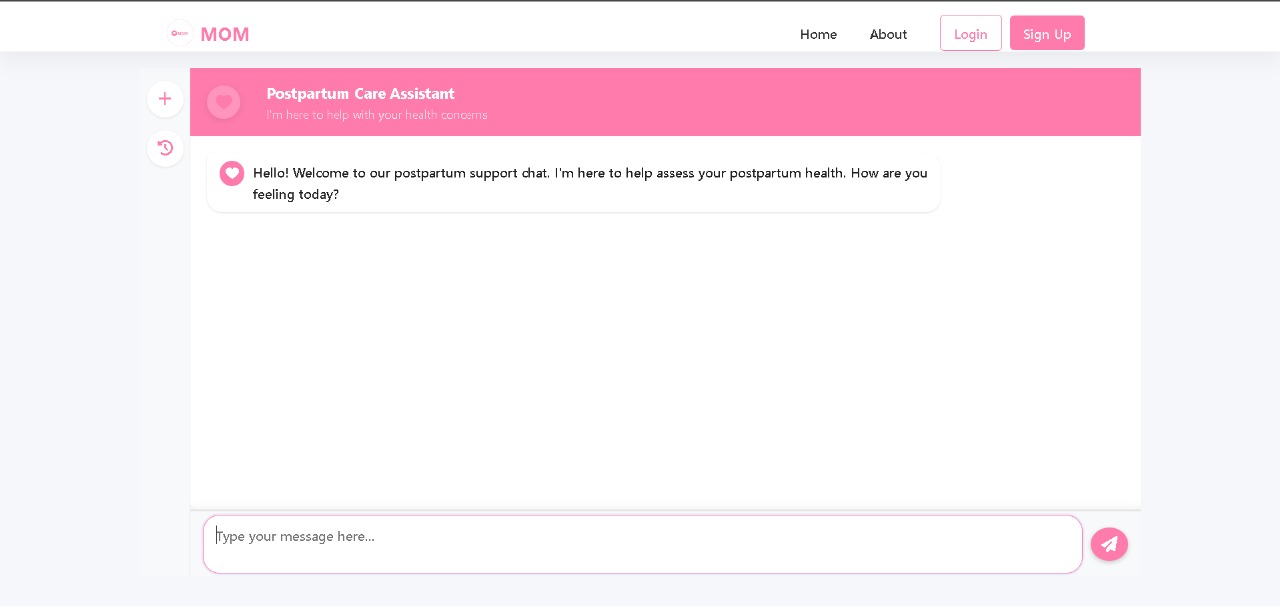 MOM
Home
About
Login
Sign Up
Postpartum Care Assistant
I'm here to help with your health concerns
Hello! Welcome to our postpartum support chat. I'm here to help assess your postpartum health. How are you
feeling today?
Type your message here...